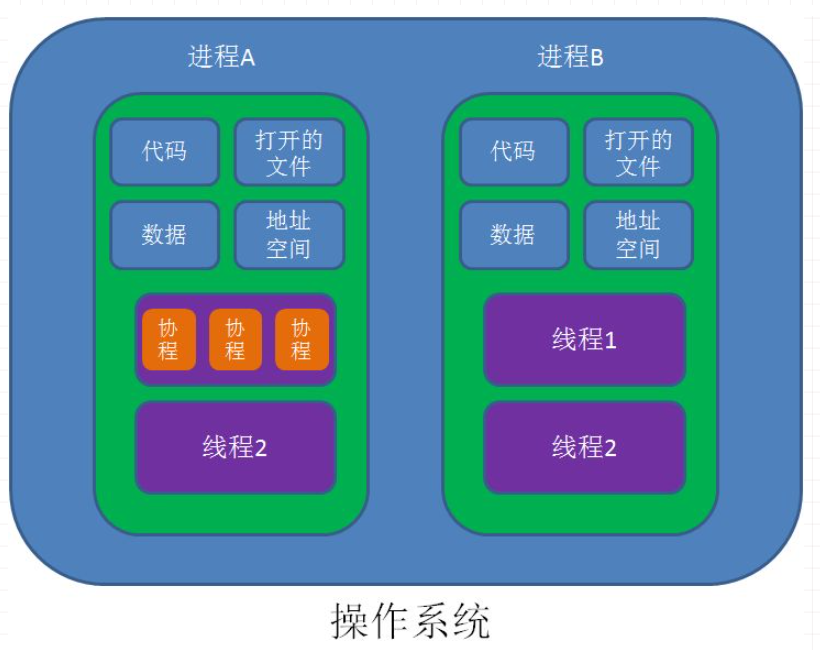 进程A
进程B
代码
打开的
文件
数据
地址
空间
协
程
协
程
协
程
线程2
代码
打开的
文件
数据
地址
空间
线程1
线程2
操作系统